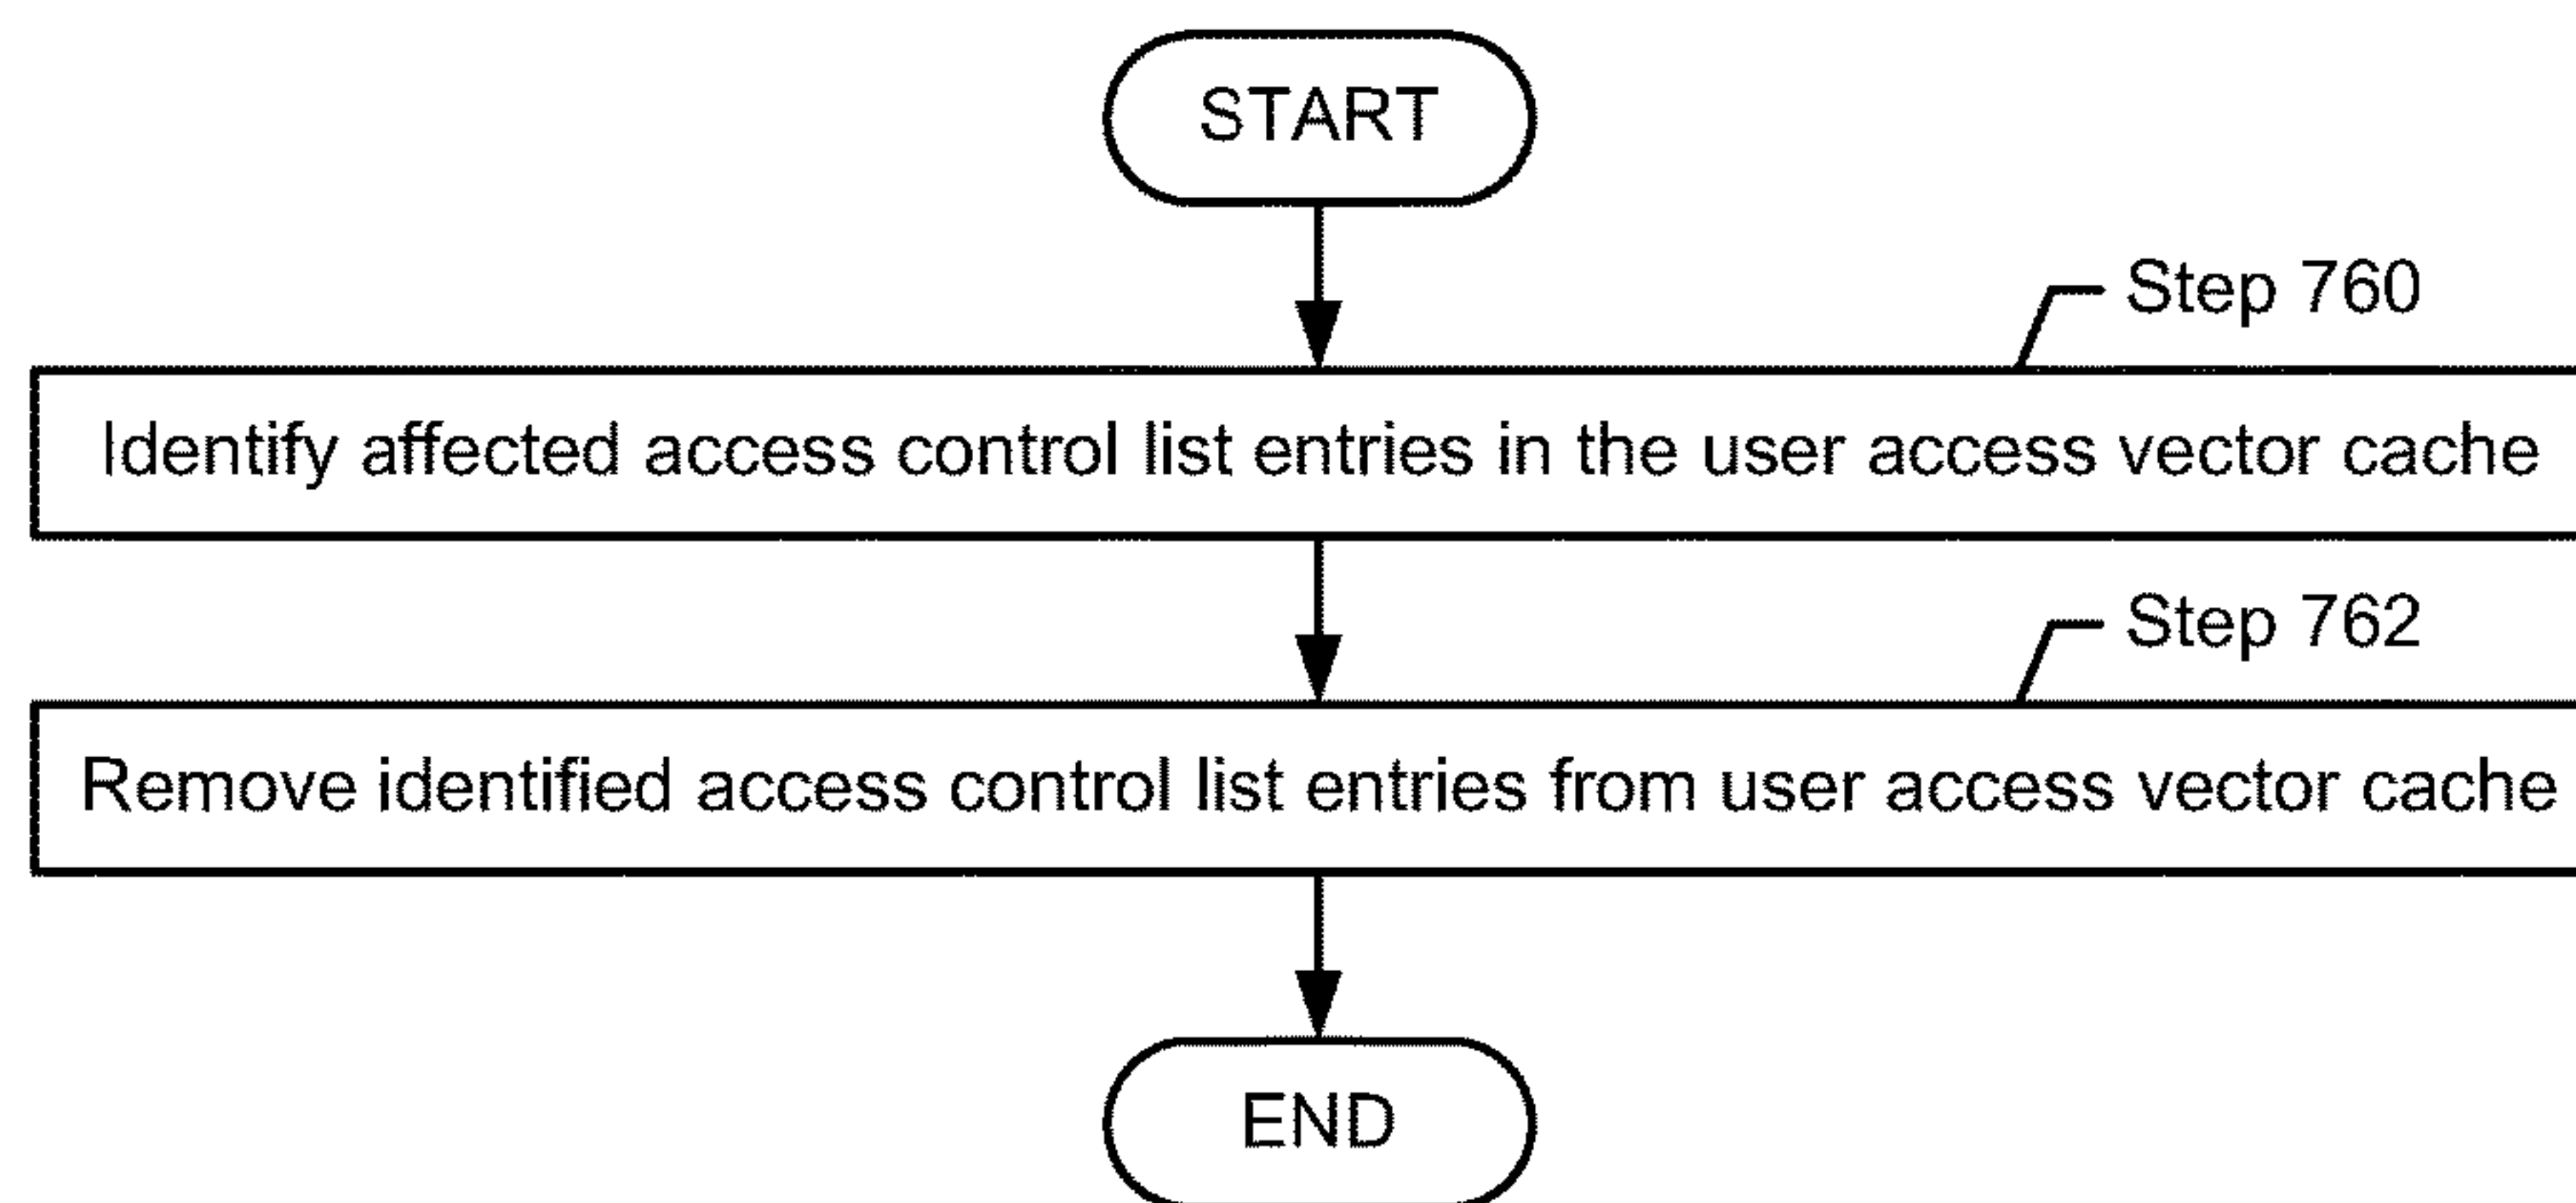 START
Step 760
Identify affected access control list entries in the user access vector cache
Step 762
Remove identified access control list entries from user access vector cache
END